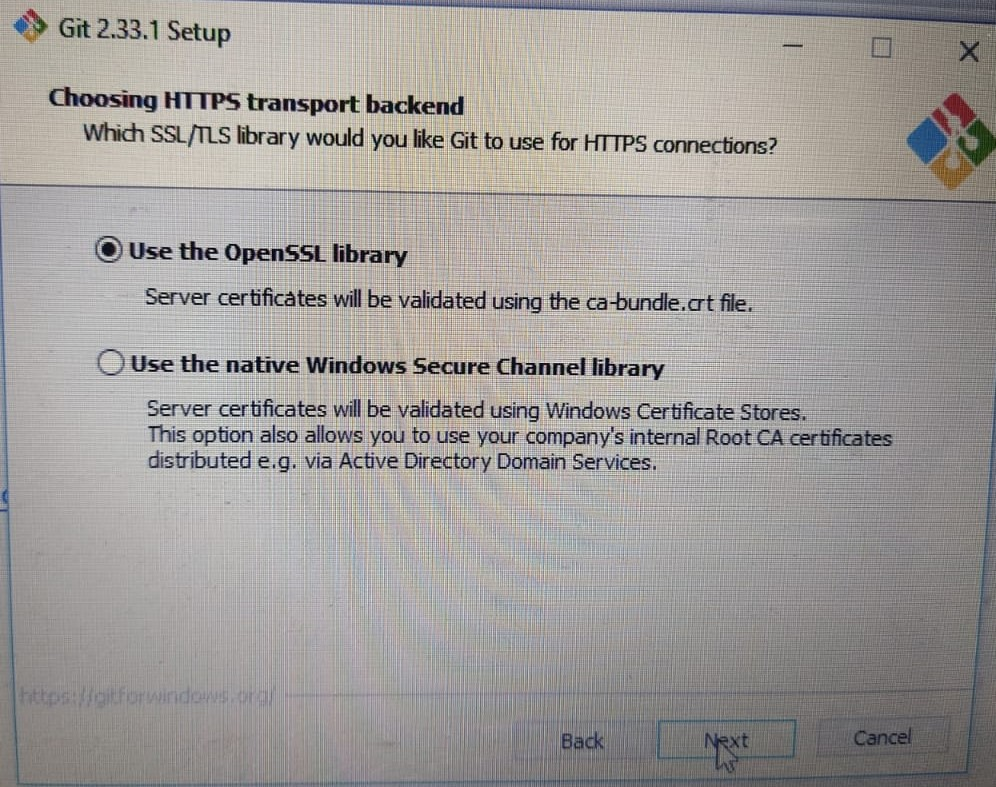 Git 2.33.1 Setup
Choosing HTTPS transport backend
Which SSL/TLS library would you like Git to use for HTTPS connections?
Use the OpenSSL library
Server certificates will be validated using the ca-bundle.crt file.
Use the native Windows Secure Channel library
Server certificates will be validated using Windows Certificate Stores.
This option also allows you to use your company's internal Root CA certificates
distributed e.g. via Active Directory Domain Services.
https://gitforwindows.org/
Back Next Cancel